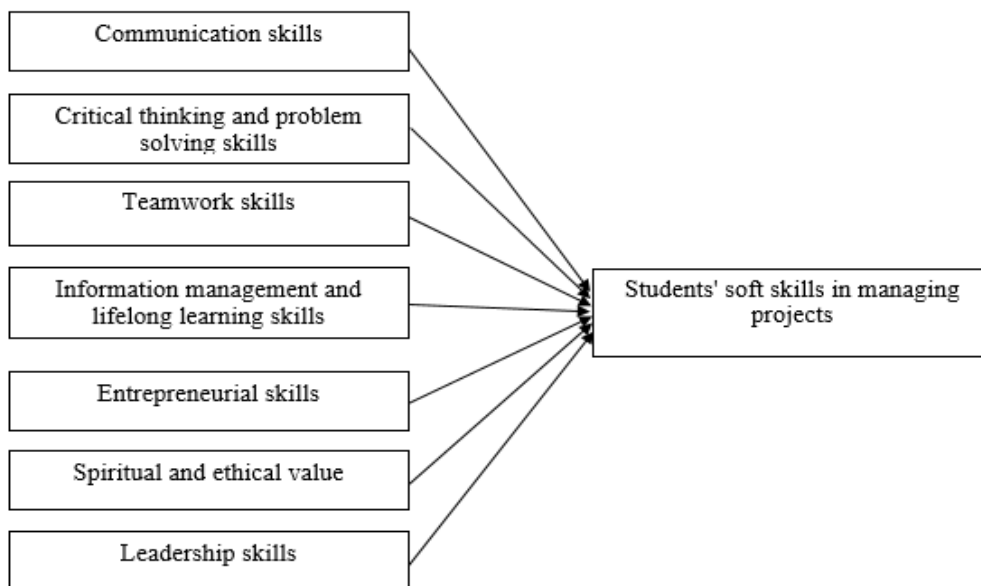 Communication skills
Critical thinking and problem
solving skills
Teamwork skills
Information management and
lifelong learning skills
Entrepreneurial skills
Spiritual and ethical value
Leadership skills
Students' soft skills in managing
projects